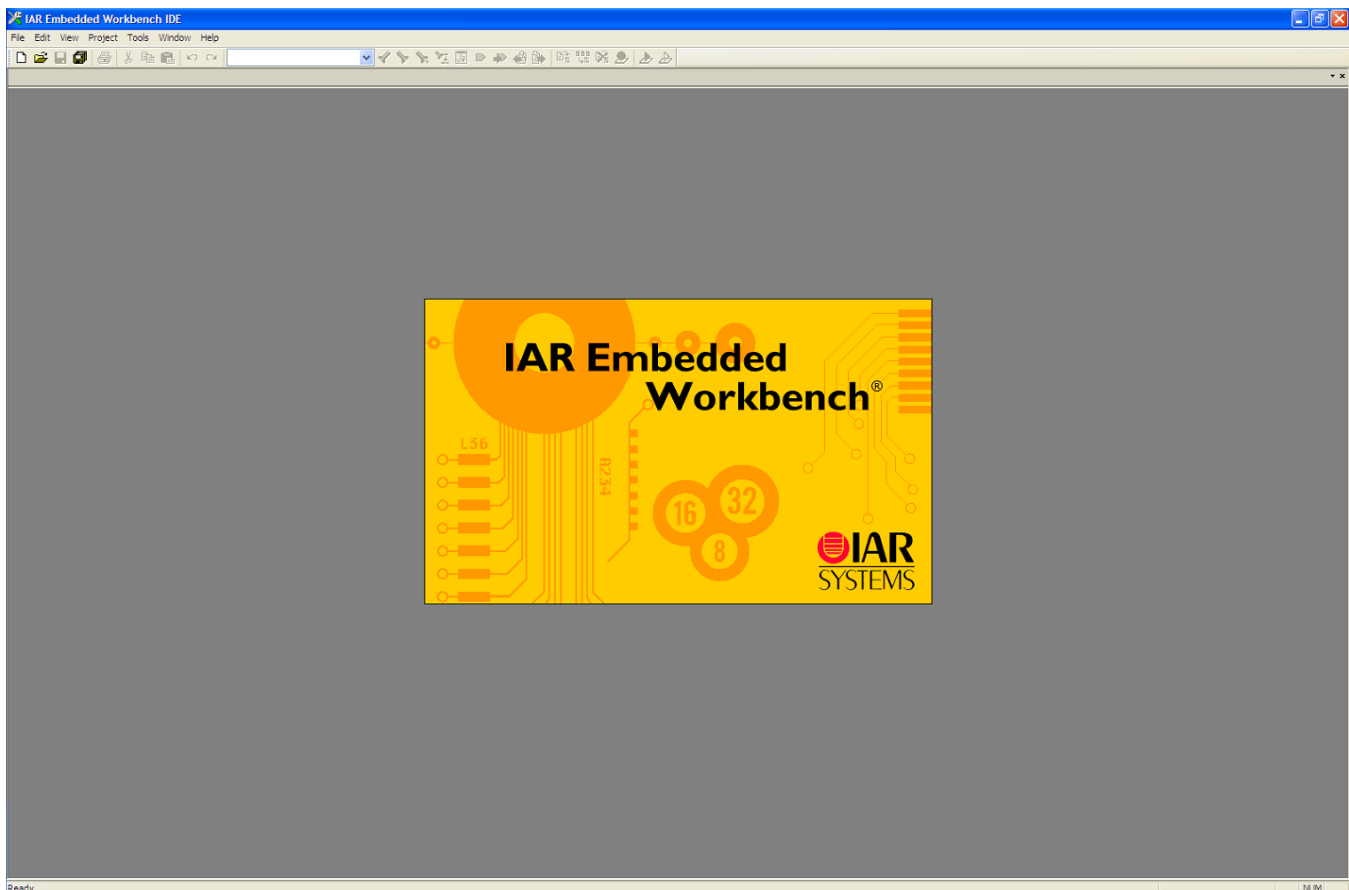 IAR Embedded Workbench IDE
File Edit View Project Tools Window Help
IAR Embedded
Workbench®
L36
R234
32
16
8
IAR
SYSTEMS
Ready
NUM